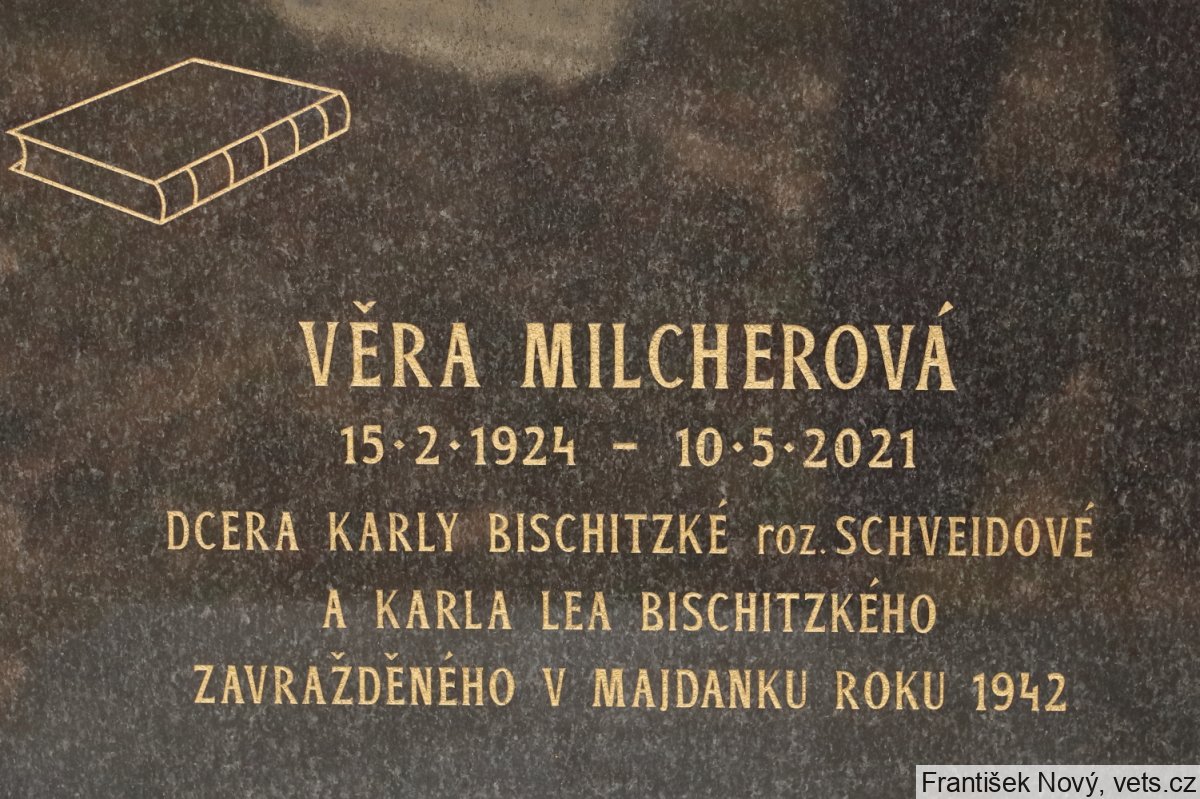 VĚRA MILCHEROVÁ
15·2·1924 – 10·5·2021
DCERA KARLY BISCHITZKÉ roz. SCHVEIDOVÉ
A KARLA LEA BISCHITZKÉHO
ZAVRAŽDĚNÉHO V MAJDANKU ROKU 1942
František Nový, vets.cz